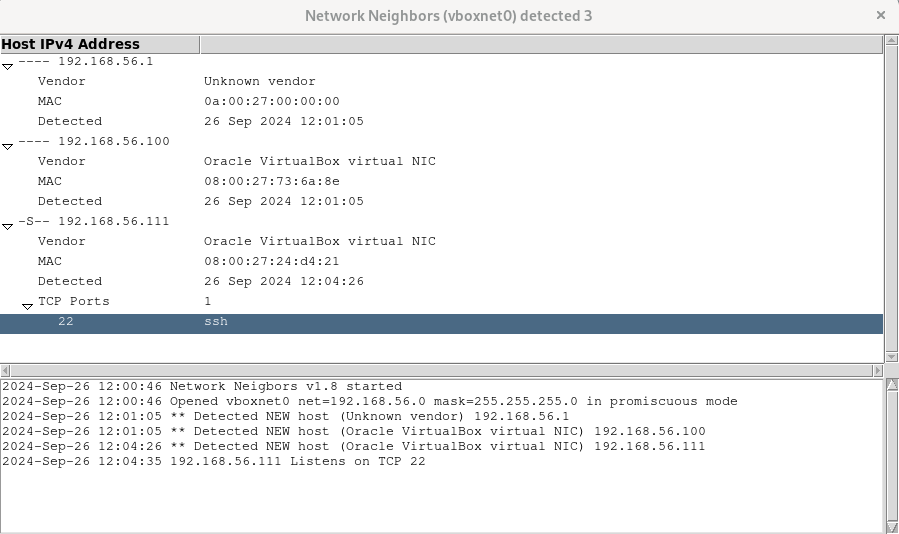 Network Neighbors (vboxnet0) detected 3
Host IPv4 Address
---- 192.168.56.1
Vendor Unknown vendor
MAC 0a:00:27:00:00:00
Detected 26 Sep 2024 12:01:05
---- 192.168.56.100
Vendor Oracle VirtualBox virtual NIC
MAC 08:00:27:73:6a:8e
Detected 26 Sep 2024 12:01:05
-S-- 192.168.56.111
Vendor Oracle VirtualBox virtual NIC
MAC 08:00:27:24:d4:21
Detected 26 Sep 2024 12:04:26
TCP Ports 1
22 ssh
2024-Sep-26 12:00:46 Network Neigbors v1.8 started
2024-Sep-26 12:00:46 Opened vboxnet0 net=192.168.56.0 mask=255.255.255.0 in promiscuous mode
2024-Sep-26 12:01:05 ** Detected NEW host (Unknown vendor) 192.168.56.1
2024-Sep-26 12:01:05 ** Detected NEW host (Oracle VirtualBox virtual NIC) 192.168.56.100
2024-Sep-26 12:04:26 ** Detected NEW host (Oracle VirtualBox virtual NIC) 192.168.56.111
2024-Sep-26 12:04:35 192.168.56.111 Listens on TCP 22